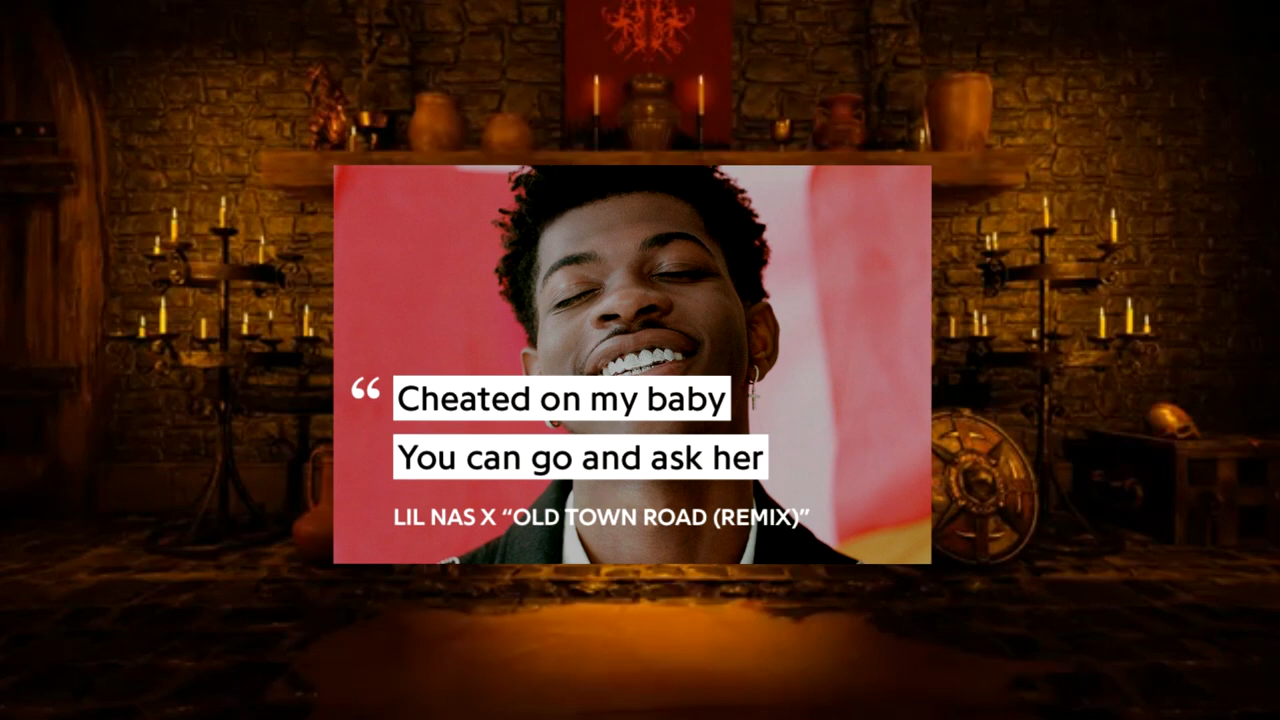 “ Cheated on my baby
You can go and ask her
LIL NAS X “OLD TOWN ROAD (REMIX)”